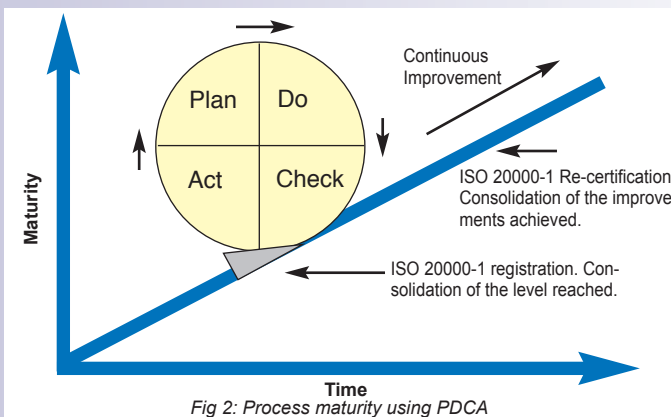 Continuous
Improvement
Plan
Do
Act
Check
ISO 20000-1 Re-certification
Consolidation of the improve
ments achieved.
ISO 20000-1 registration. Con-
solidation of the level reached.
Maturity
Time
Fig 2: Process maturity using PDCA